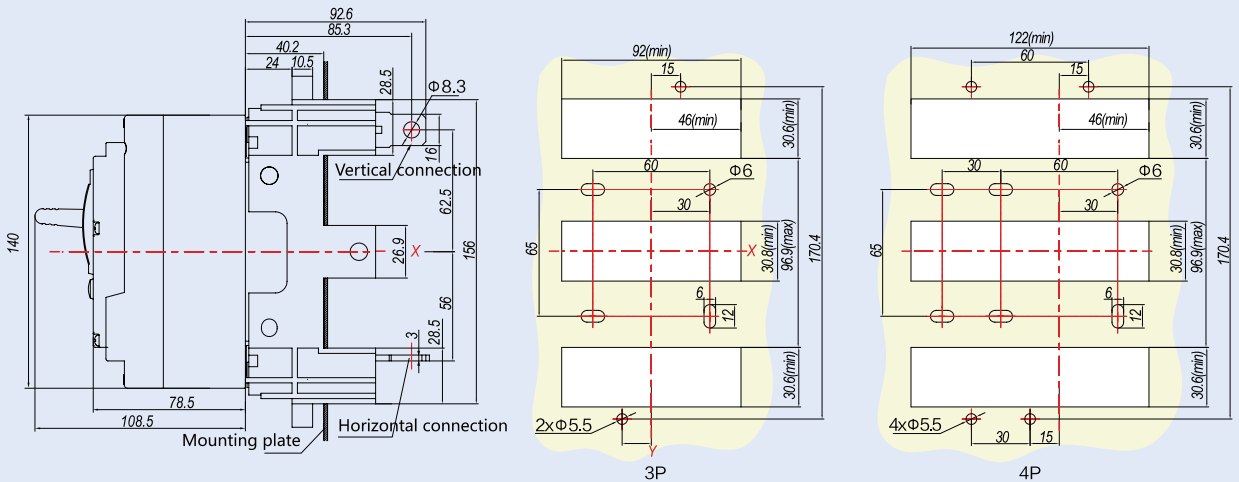 92.6
85.3
40.2
24
10.5
28.5
Φ8.3
16
Vertical connection
62.5
140
X
26.9
156
56
3
28.5
78.5
108.5
Mounting plate
Horizontal connection
92(min)
15
46(min)
30.6(min)
60
Φ6
30
65
X
30.8(min)
96.9(max)
170.4
6
12
30.6(min)
2xΦ5.5
Y
3P
122(min)
60
15
46(min)
30.6(min)
30
60
Φ6
30
65
30.8(min)
96.9(max)
170.4
6
12
30.6(min)
4xΦ5.5
30
15
4P